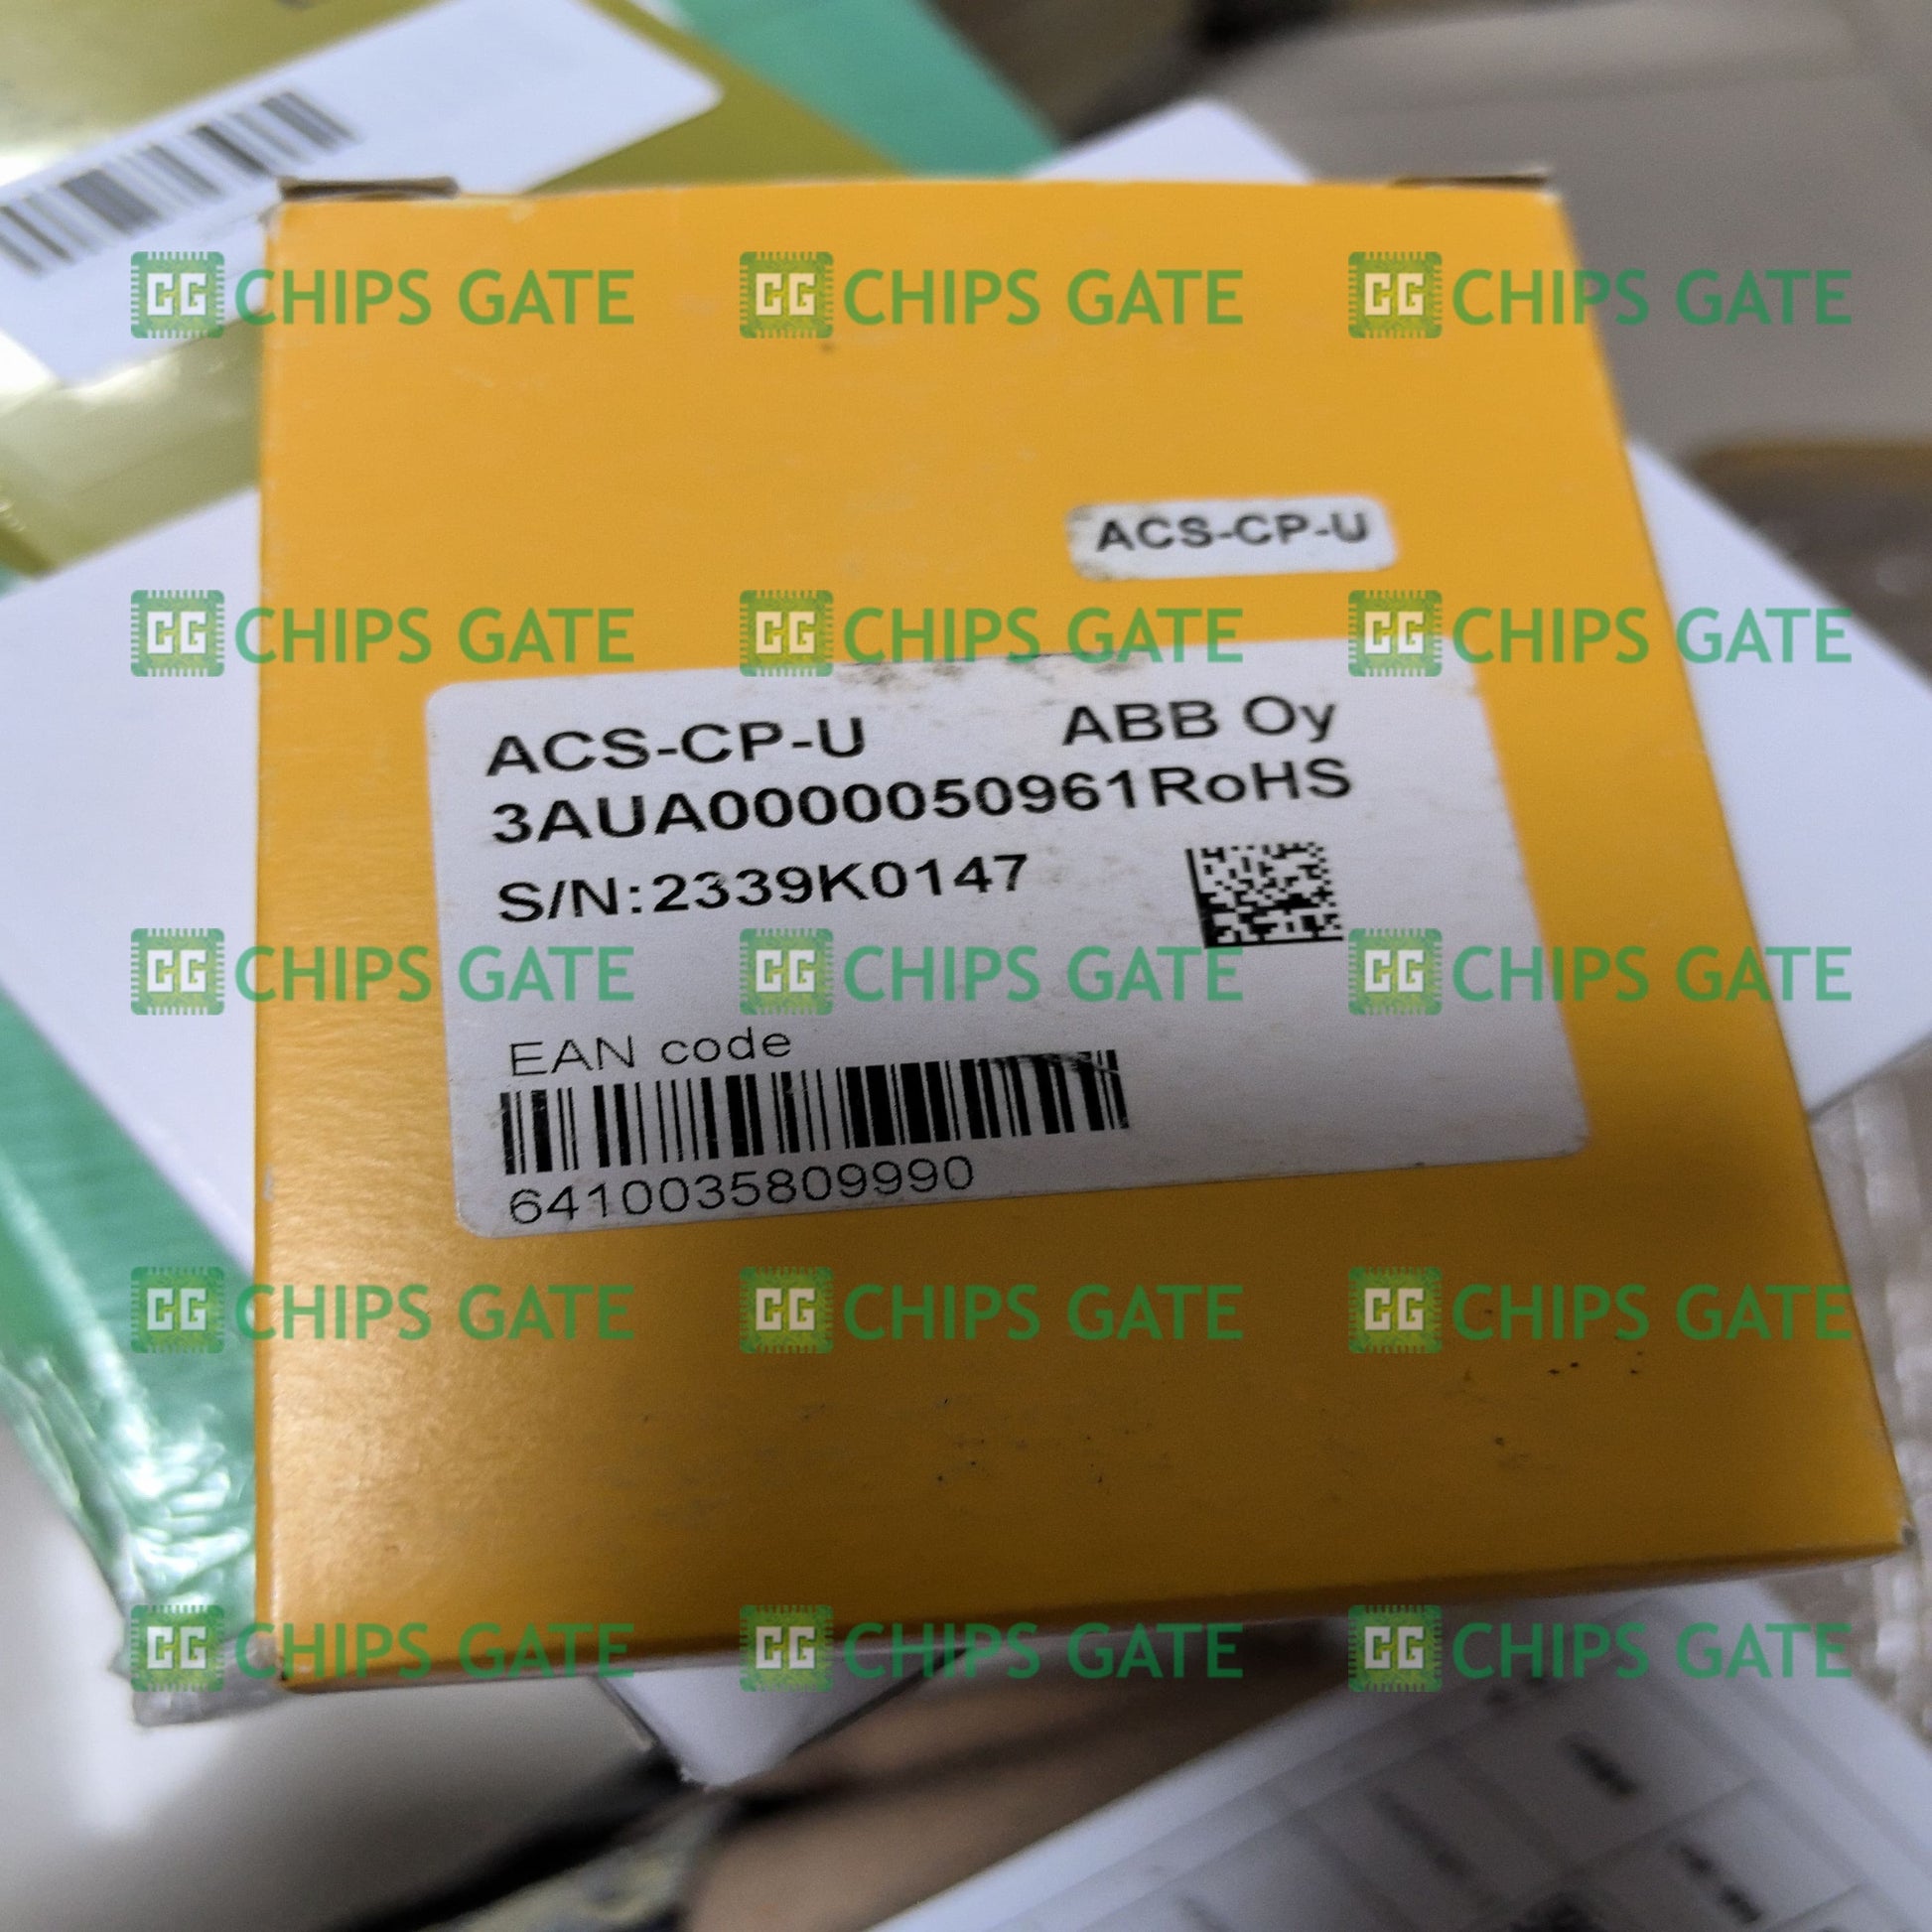 CG CHIPS GATE CG CHIPS GATE CG CHIPS GATE
ACS-CP-U
CG CHIPS GATE CG CHIPS GATE CG CHIPS GATE
ACS-CP-U ABB Oy
3AUA0000050961RoHS
S/N:2339K0147
CG CHIPS GATE CG CHIPS GATE CG CHIPS GATE
EAN code
6410035809990
CG CHIPS GATE CG CHIPS GATE CG CHIPS GATE
CG CHIPS GATE CG CHIPS GATE CG CHIPS GATE